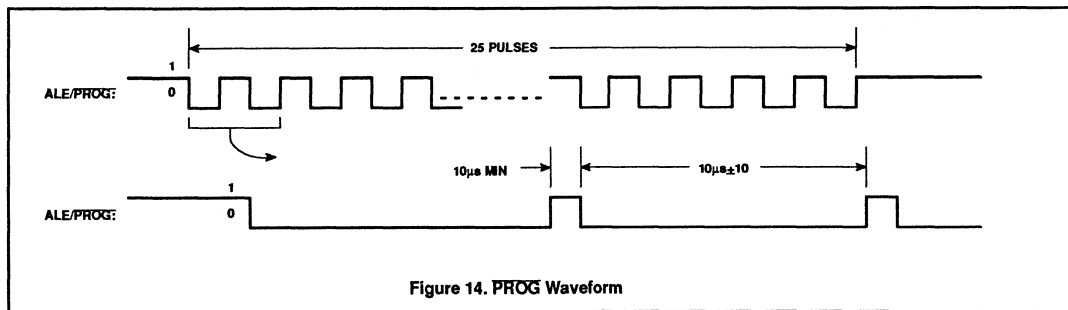 25 PULSES
1
ALE/PROG:
0
10µs MIN
10µs±10
1
ALE/PROG:
0
Figure 14. PROG Waveform